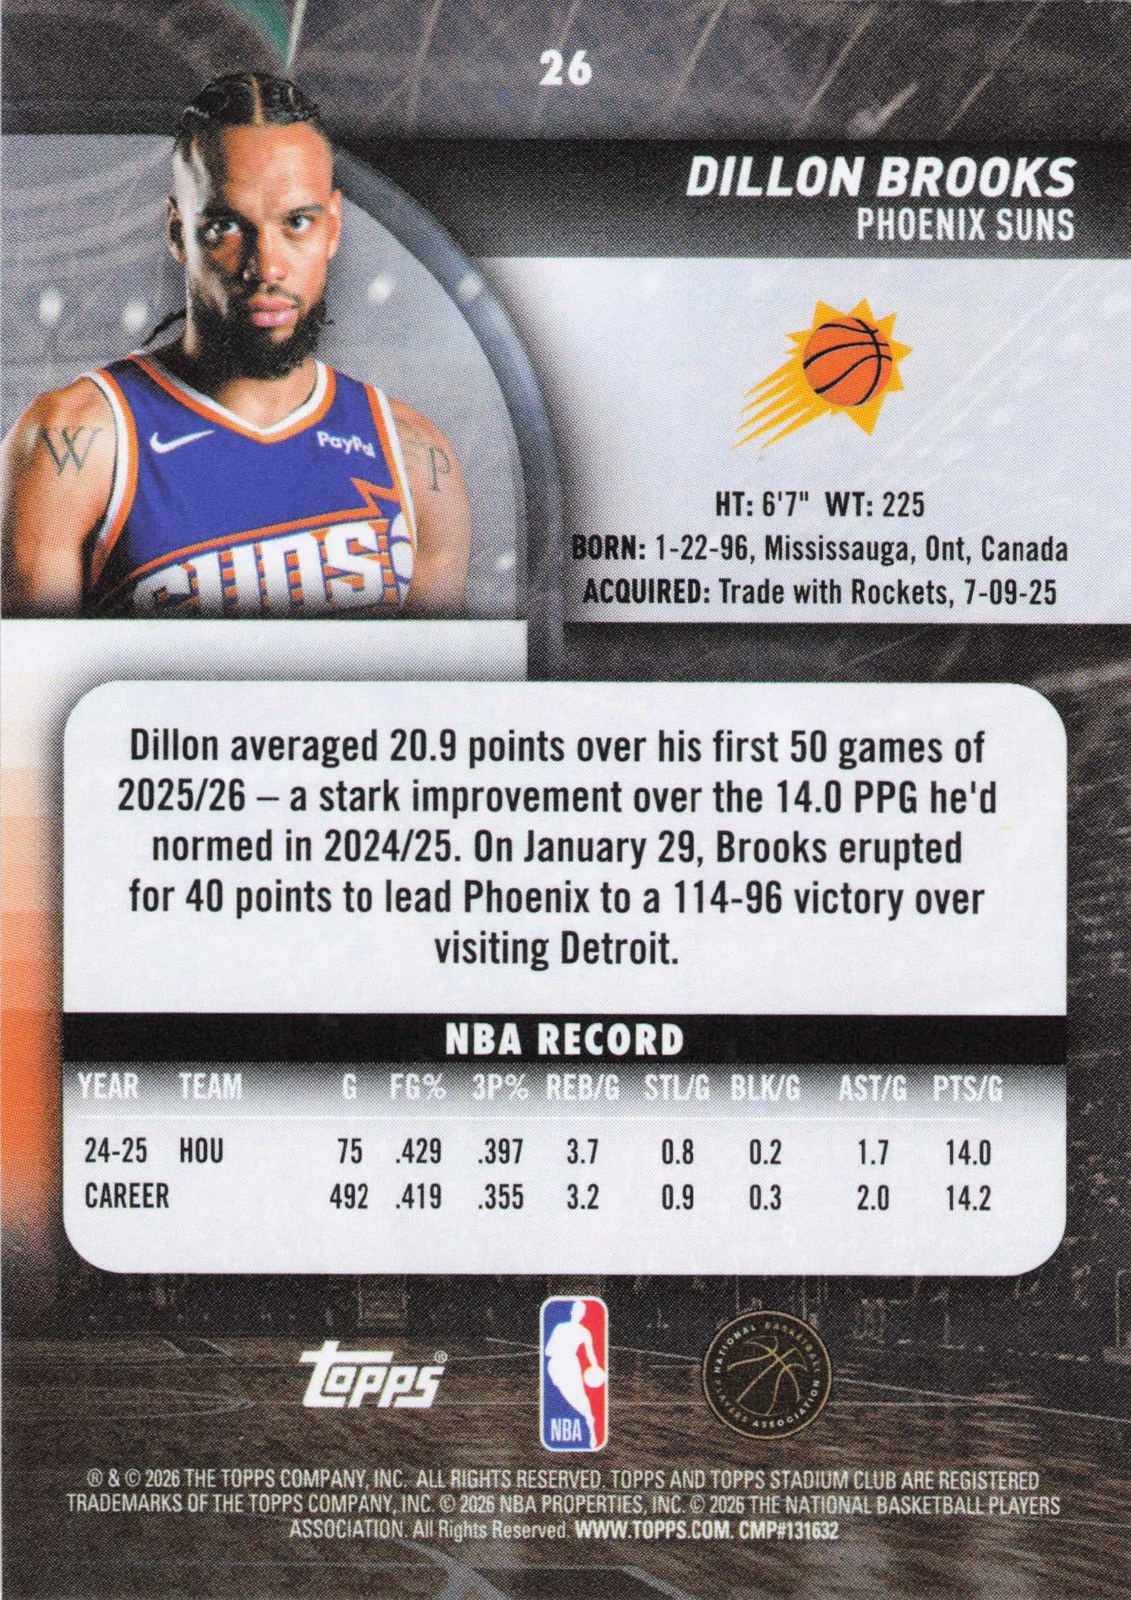 26
DILLON BROOKS
PHOENIX SUNS
W
PayPal
P
SUNS
HT: 6'7" WT: 225
BORN: 1-22-96, Mississauga, Ont, Canada
ACQUIRED: Trade with Rockets, 7-09-25
Dillon averaged 20.9 points over his first 50 games of
2025/26 – a stark improvement over the 14.0 PPG he'd
normed in 2024/25. On January 29, Brooks erupted
for 40 points to lead Phoenix to a 114-96 victory over
visiting Detroit.
NBA RECORD
YEAR TEAM G FG% 3P% REB/G STL/G BLK/G AST/G PTS/G
24-25 HOU 75 .429 .397 3.7 0.8 0.2 1.7 14.0
CAREER 492 .419 .355 3.2 0.9 0.3 2.0 14.2
topps®
NBA
NATIONAL BASKETBALL PLAYERS ASSOCIATION
® & © 2026 THE TOPPS COMPANY, INC. ALL RIGHTS RESERVED. TOPPS AND TOPPS STADIUM CLUB ARE REGISTERED
TRADEMARKS OF THE TOPPS COMPANY, INC. © 2026 NBA PROPERTIES, INC. © 2026 THE NATIONAL BASKETBALL PLAYERS
ASSOCIATION. All Rights Reserved. WWW.TOPPS.COM. CMP#131632